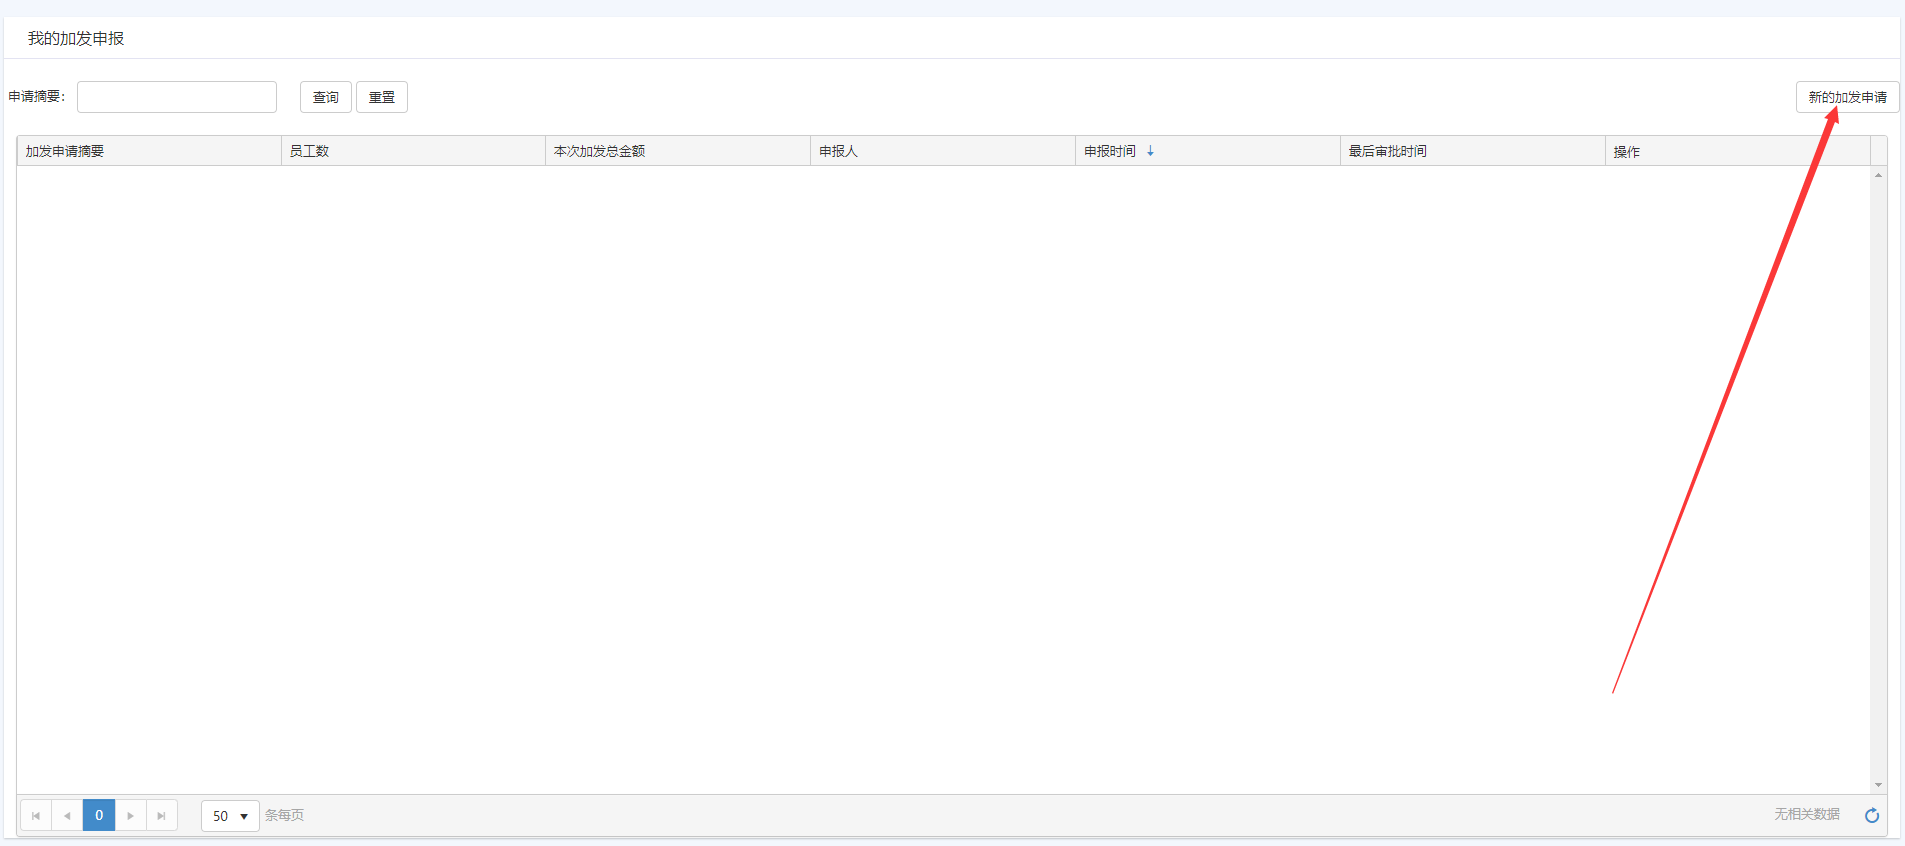 我的加发申报
申请摘要： 查询 重置 新的加发申请
加发申请摘要 员工数 本次加发总金额 申报人 申报时间 最后审批时间 操作
0 50 条每页 无相关数据